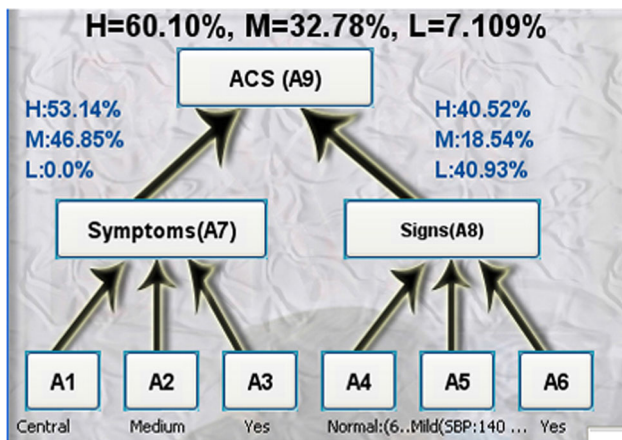 H=60.10%, M=32.78%, L=7.109%
ACS (A9)
H:53.14%
M:46.85%
L:0.0%
H:40.52%
M:18.54%
L:40.93%
Symptoms(A7)
Signs(A8)
A1 A2 A3 A4 A5 A6
Central Medium Yes Normal:(6..Mild(SBP:140 ... Yes